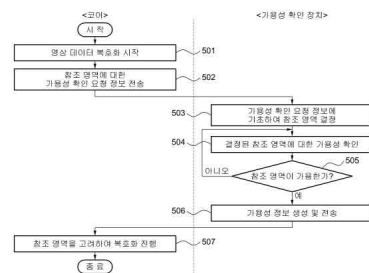 <코어>
<가용성 확인 장치>
시 작
영상 데이터 복호화 시작
501
참조 영역에 대한
가용성 확인 요청 정보 전송
502
503
가용성 확인 요청 정보에
기초하여 참조 영역 결정
504
결정된 참조 영역에 대한 가용성 확인
505
아니오
참조 영역이 가용한가?
예
506
가용성 정보 생성 및 전송
참조 영역을 고려하여 복호화 진행
507
종 료